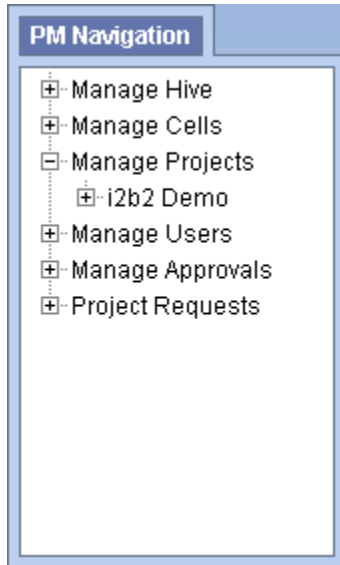 PM Navigation
Manage Hive
Manage Cells
Manage Projects
i2b2 Demo
Manage Users
Manage Approvals
Project Requests